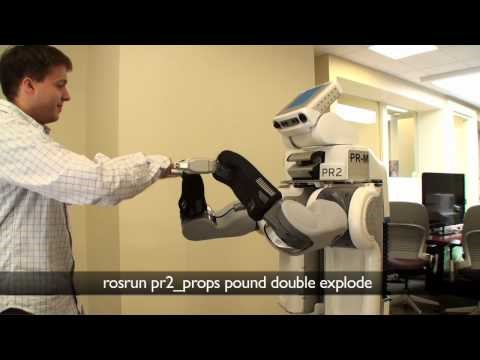 PR-M
PR2
rosrun pr2_props pound double explode